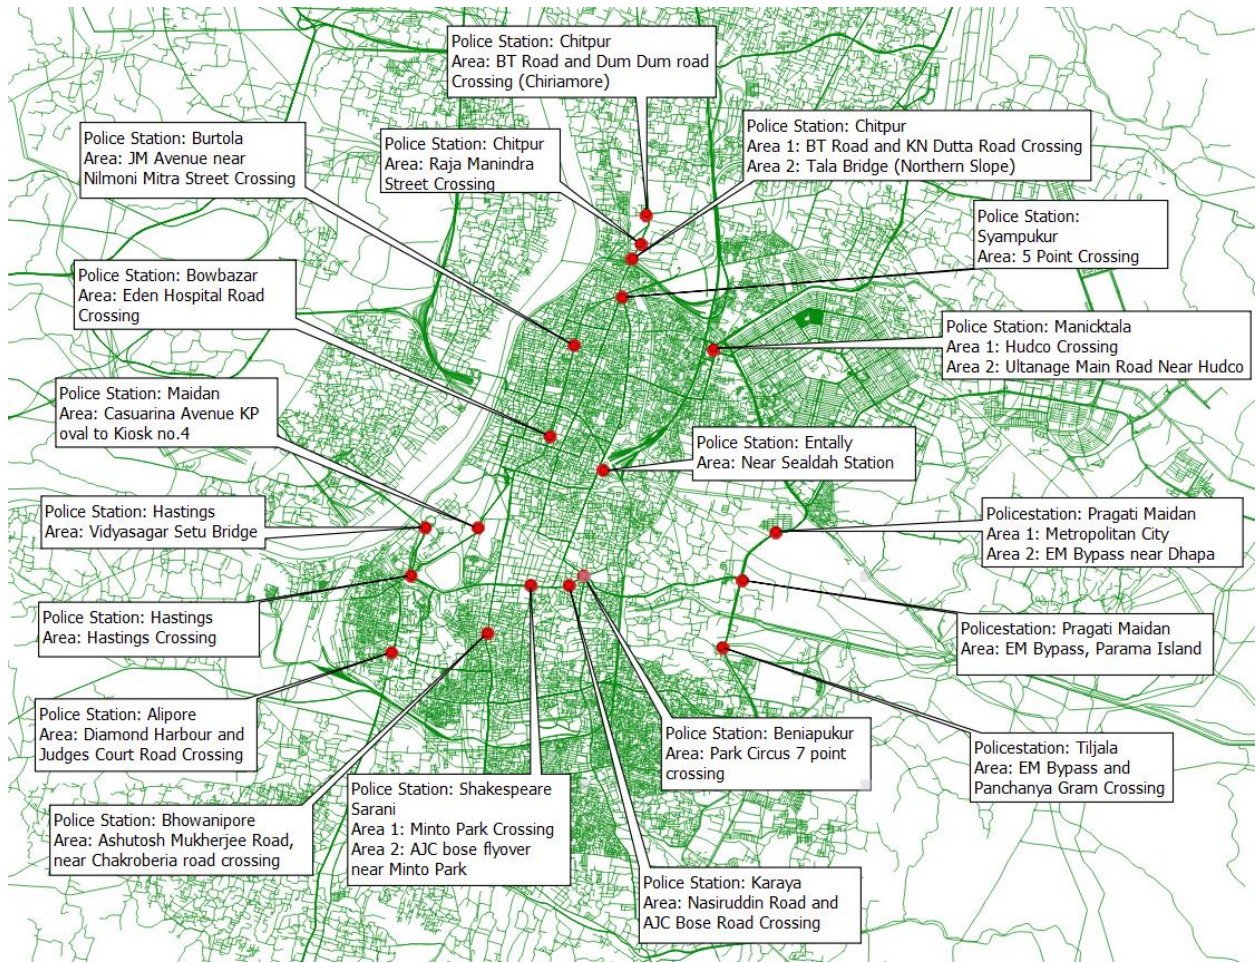 Police Station: Chitpur
Area: BT Road and Dum Dum road
Crossing (Chiriamore)
Police Station: Burtola
Area: JM Avenue near
Nilmoni Mitra Street Crossing
Police Station: Chitpur
Area: Raja Manindra
Street Crossing
Police Station: Chitpur
Area 1: BT Road and KN Dutta Road Crossing
Area 2: Tala Bridge (Northern Slope)
Police Station:
Syampukur
Area: 5 Point Crossing
Police Station: Bowbazar
Area: Eden Hospital Road
Crossing
Police Station: Manicktala
Area 1: Hudco Crossing
Area 2: Ultanage Main Road Near Hudco
Police Station: Maidan
Area: Casuarina Avenue KP
oval to Kiosk no.4
Police Station: Entally
Area: Near Sealdah Station
Police Station: Hastings
Area: Vidyasagar Setu Bridge
Policestation: Pragati Maidan
Area 1: Metropolitan City
Area 2: EM Bypass near Dhapa
Police Station: Hastings
Area: Hastings Crossing
Policestation: Pragati Maidan
Area: EM Bypass, Parama Island
Police Station: Alipore
Area: Diamond Harbour and
Judges Court Road Crossing
Police Station: Beniapukur
Area: Park Circus 7 point
crossing
Policestation: Tiljala
Area: EM Bypass and
Panchanya Gram Crossing
Police Station: Bhowanipore
Area: Ashutosh Mukherjee Road,
near Chakroberia road crossing
Police Station: Shakespeare
Sarani
Area 1: Minto Park Crossing
Area 2: AJC bose flyover
near Minto Park
Police Station: Karaya
Area: Nasiruddin Road and
AJC Bose Road Crossing